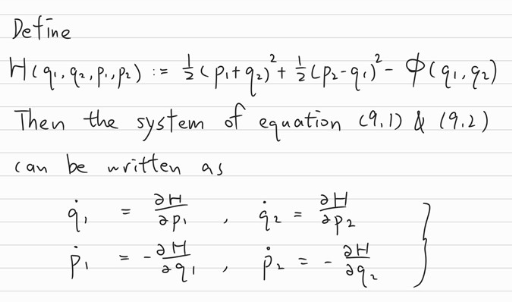 Define
H(q₁,q₂,p₁,p₂) := ½(p₁+q₂)² + ½(p₂-q₁)² - Φ(q₁,q₂)
Then the system of equation (9,1) & (9,2)
can be written as
q̇₁ = ∂H/∂p₁ , q̇₂ = ∂H/∂p₂
ṗ₁ = -∂H/∂q₁ , ṗ₂ = -∂H/∂q₂ }